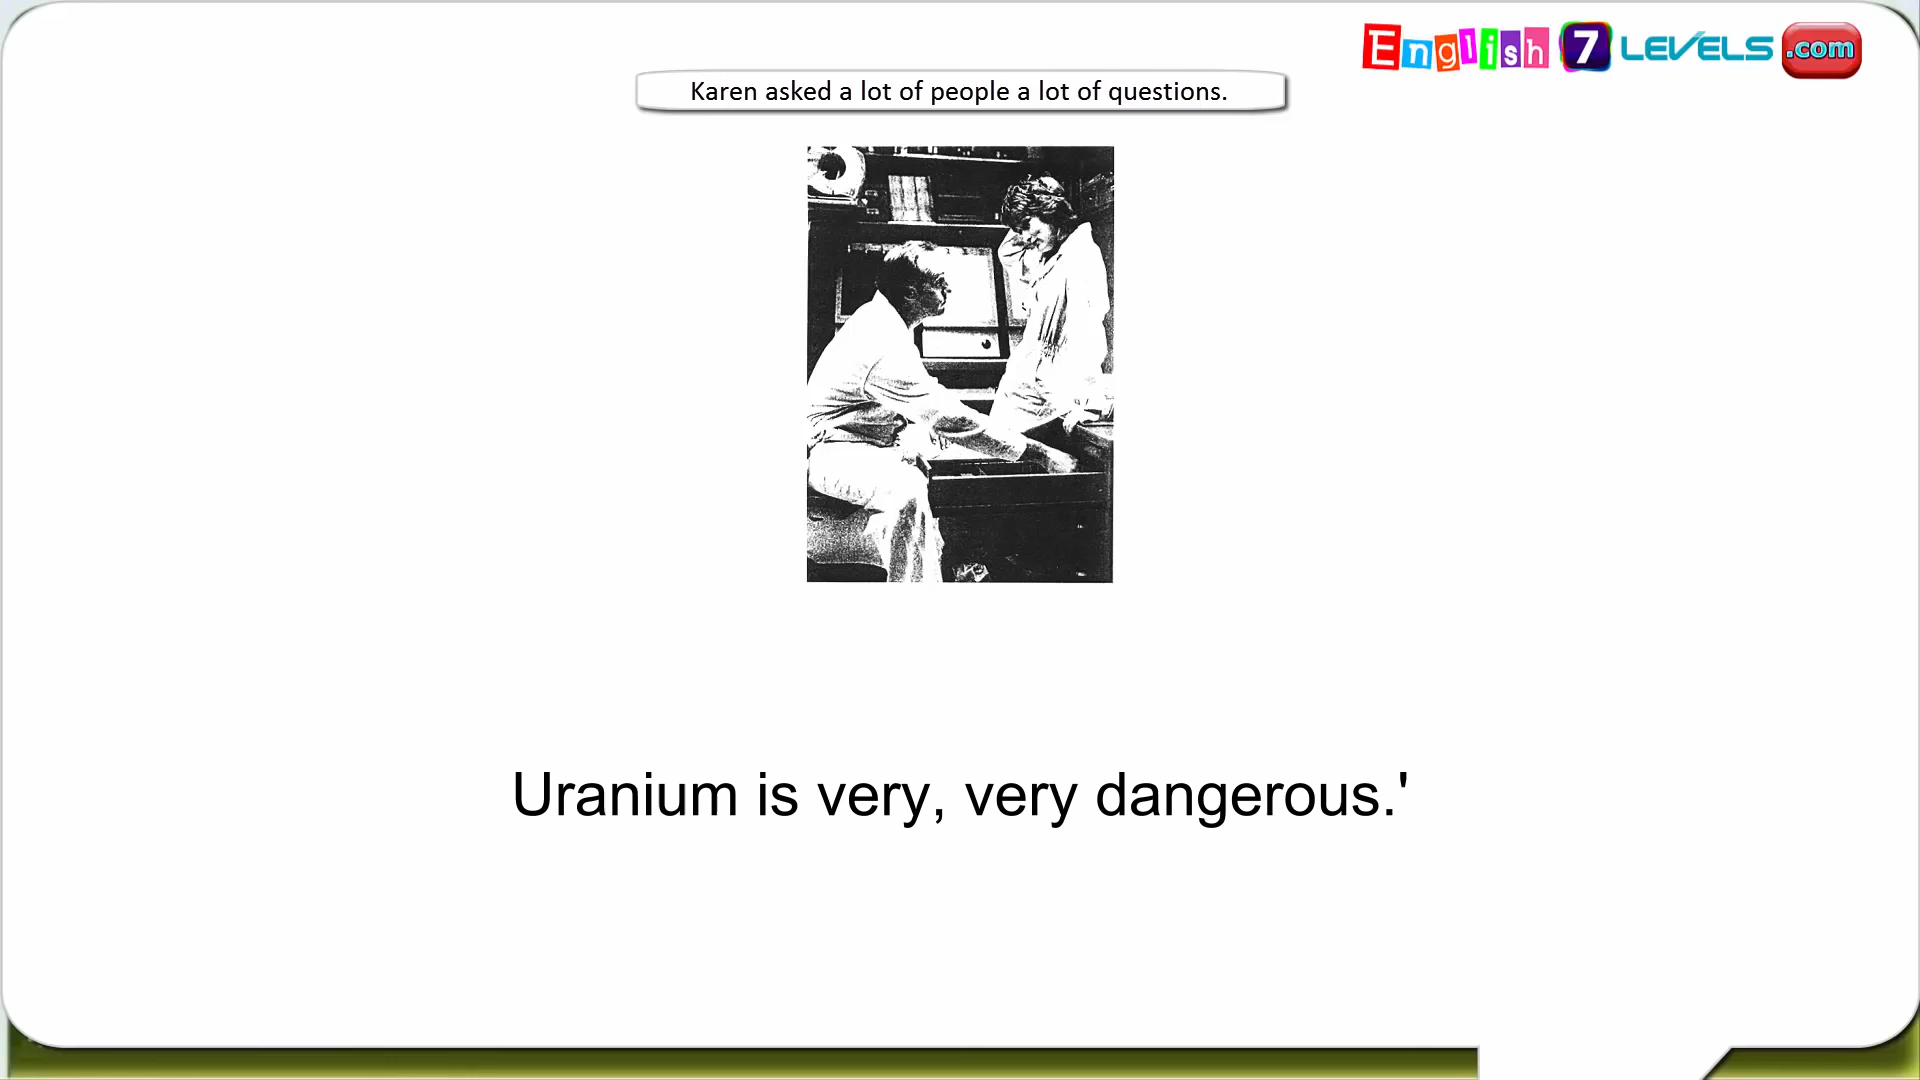 English 7 LEVELS .com
Karen asked a lot of people a lot of questions.
Uranium is very, very dangerous.'